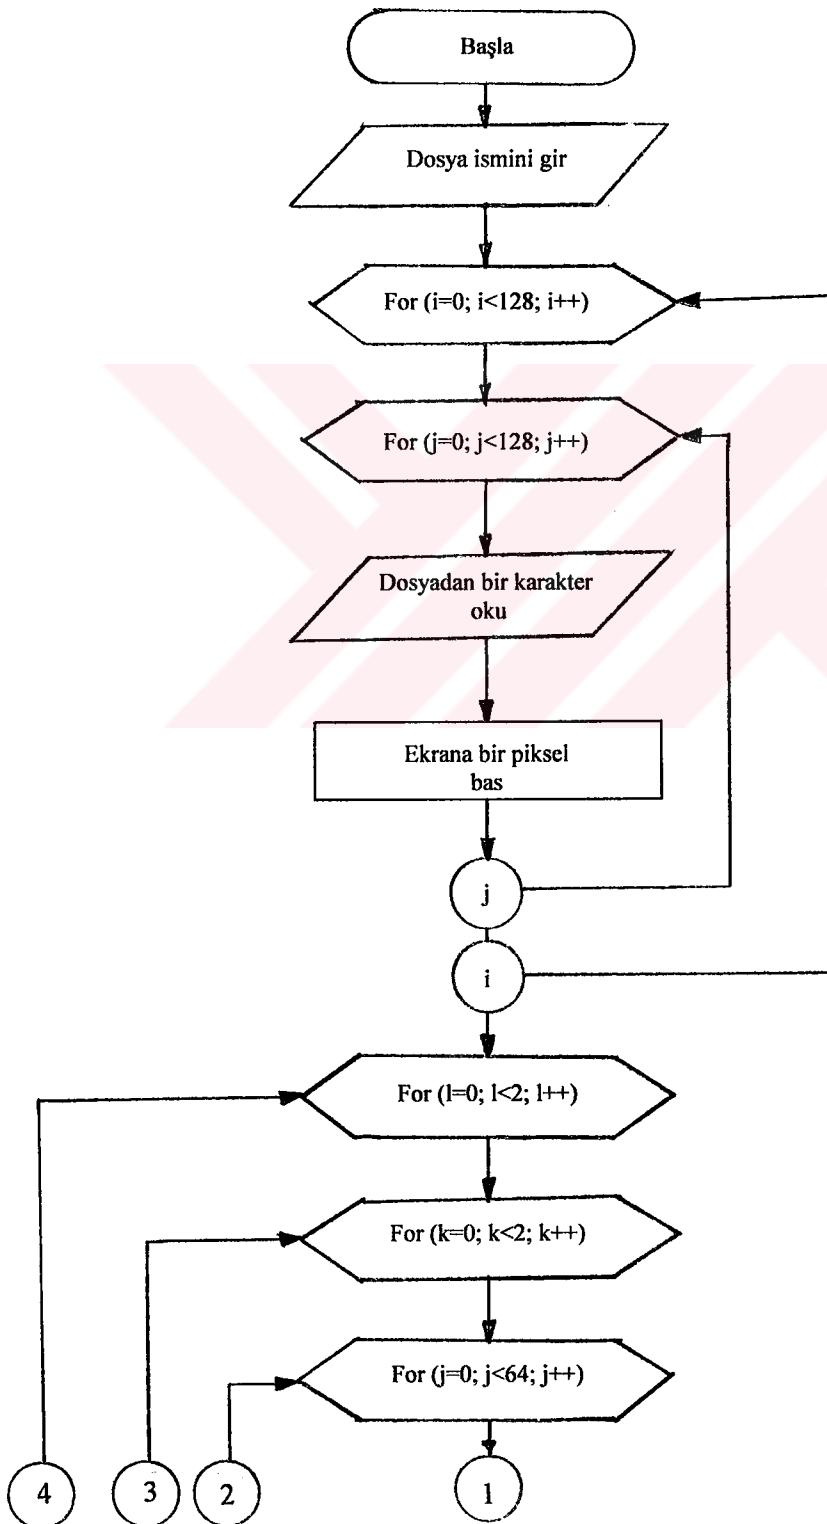 Başla
Dosya ismini gir
For (i=0; i<128; i++)
For (j=0; j<128; j++)
Dosyadan bir karakter
oku
Ekrana bir piksel
bas
j
i
For (l=0; l<2; l++)
For (k=0; k<2; k++)
For (j=0; j<64; j++)
4
3
2
1